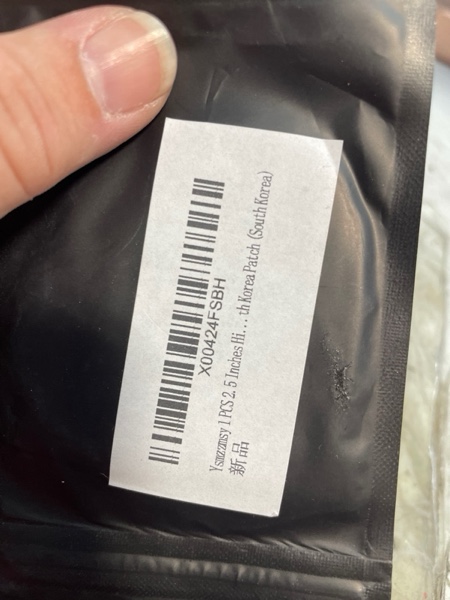 X00424FSBH
Ysmzzmsy 1 PCS 2.5 Inches Hi...th Korea Patch (South Korea)
新品